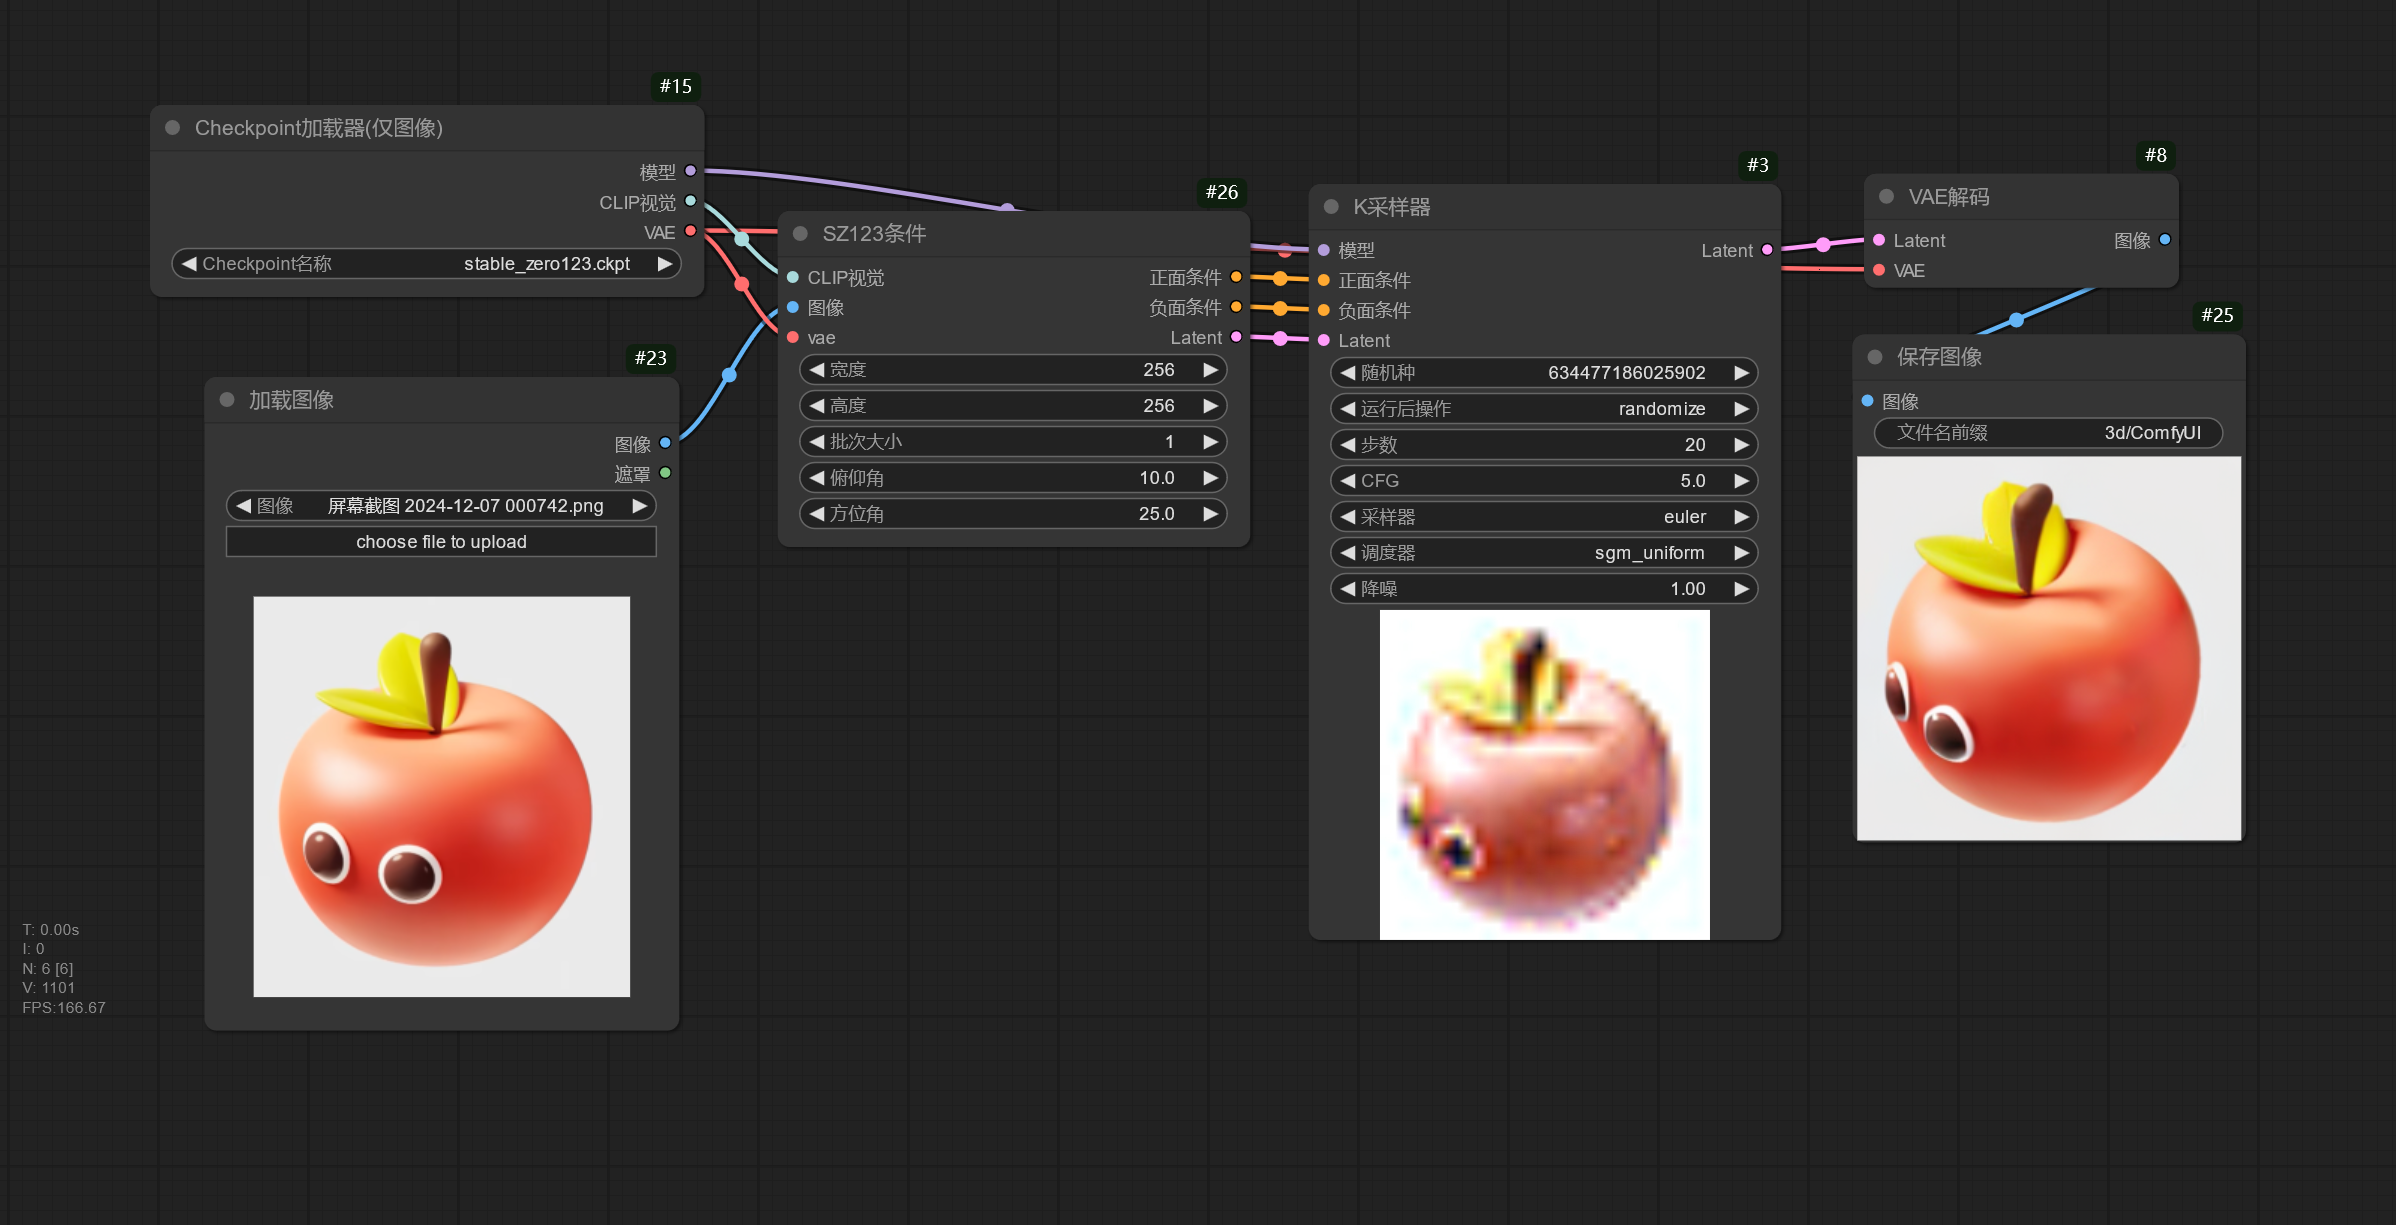 #15
Checkpoint加载器(仅图像)
模型
CLIP视觉
VAE
Checkpoint名称 stable_zero123.ckpt
#23
加载图像
图像
遮罩
图像 屏幕截图 2024-12-07 000742.png
choose file to upload
#26
SZ123条件
CLIP视觉 正面条件
图像 负面条件
vae Latent
宽度 256
高度 256
批次大小 1
俯仰角 10.0
方位角 25.0
#3
K采样器
模型 Latent
正面条件
负面条件
Latent
随机种 634477186025902
运行后操作 randomize
步数 20
CFG 5.0
采样器 euler
调度器 sgm_uniform
降噪 1.00
#8
VAE解码
Latent 图像
VAE
#25
保存图像
图像
文件名前缀 3d/ComfyUI
T: 0.00s
I: 0
N: 6 [6]
V: 1101
FPS:166.67